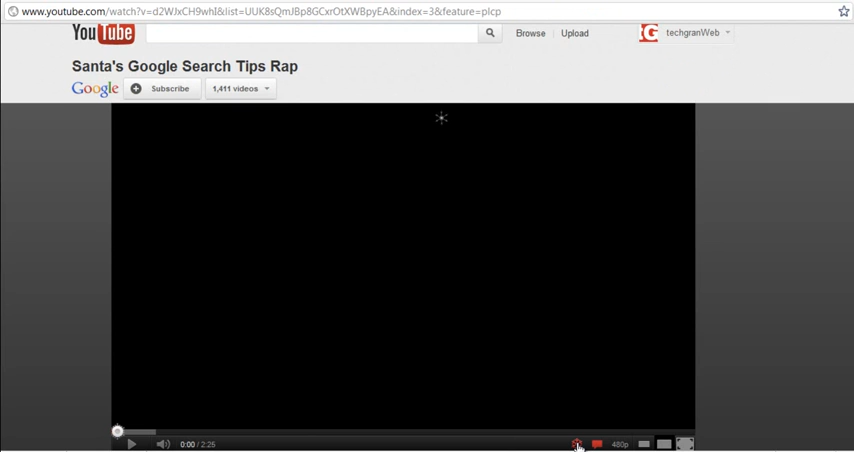 www.youtube.com/watch?v=d2WJxCH9whI&list=UUK8sQmJBp8GCxrOtXWBpyEA&index=3&feature=plcp
YouTube
Browse
Upload
tG
techgranWeb
Santa's Google Search Tips Rap
Google
Subscribe
1,411 videos
0:00 / 2:25
480p